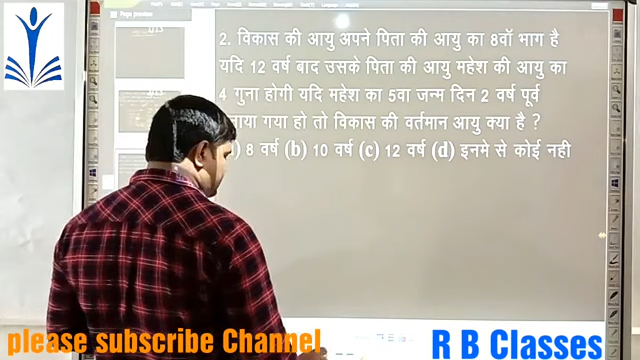 2. विकास की आयु अपने पिता की आयु का 8वॉ भाग है
यदि 12 वर्ष बाद उसके पिता की आयु महेश की आयु का
4 गुना होगी यदि महेश का 5वा जन्म दिन 2 वर्ष पूर्व
गया हो तो विकास की वर्तमान आयु क्या है ?
8 वर्ष (b) 10 वर्ष (c) 12 वर्ष (d) इनमे से कोई नही
please subscribe Channel
R B Classes